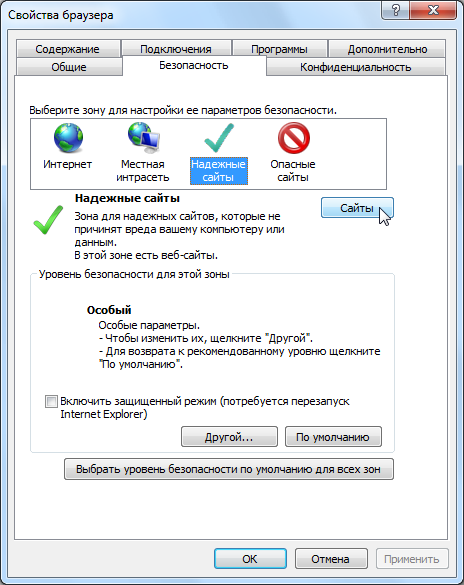 Свойства браузера
Содержание
Подключения
Программы
Дополнительно
Общие
Безопасность
Конфиденциальность
Выберите зону для настройки ее параметров безопасности.
Интернет
Местная
интрасеть
Надежные
сайты
Опасные
сайты
Надежные сайты
Сайты
Зона для надежных сайтов, которые не
причинят вреда вашему компьютеру или
данным.
В этой зоне есть веб-сайты.
Уровень безопасности для этой зоны
Особый
Особые параметры.
- Чтобы изменить их, щелкните "Другой".
- Для возврата к рекомендованному уровню щелкните
"По умолчанию".
Включить защищенный режим (потребуется перезапуск
Internet Explorer)
Другой...
По умолчанию
Выбрать уровень безопасности по умолчанию для всех зон
ОК
Отмена
Применить